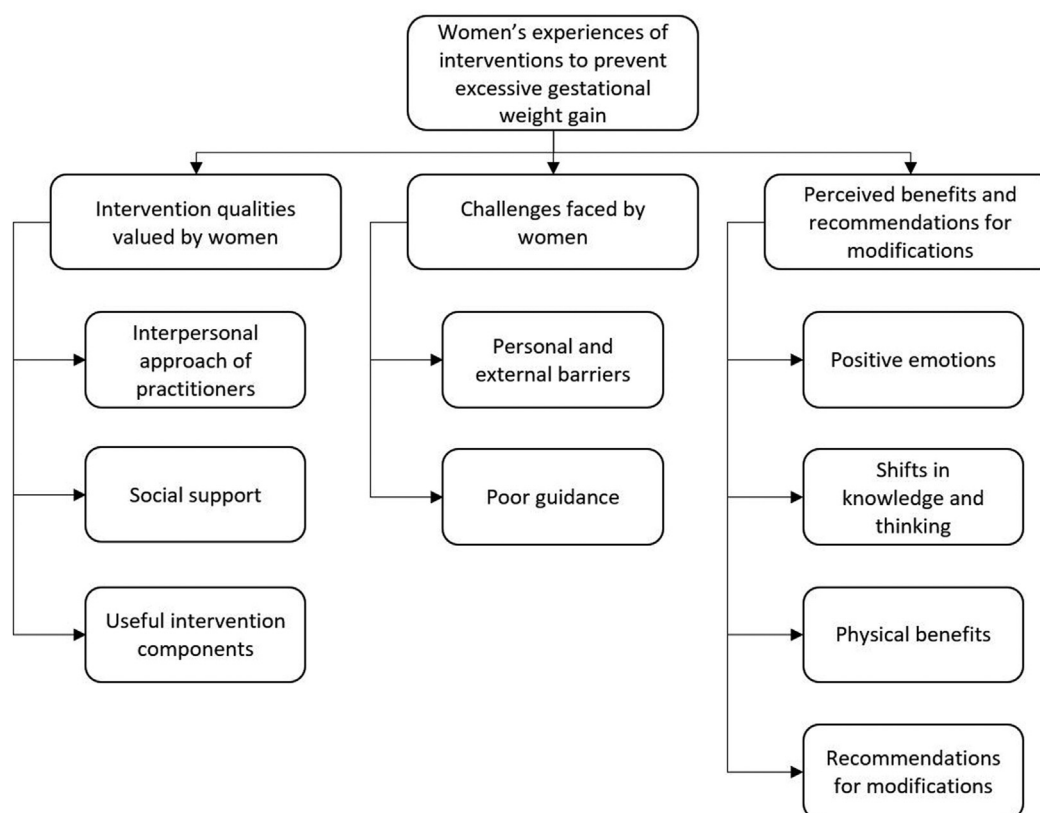 Women’s experiences of
interventions to prevent
excessive gestational
weight gain
Intervention qualities
valued by women
Challenges faced by
women
Perceived benefits and
recommendations for
modifications
Interpersonal
approach of
practitioners
Personal and
external barriers
Positive emotions
Social support
Poor guidance
Shifts in
knowledge and
thinking
Useful intervention
components
Physical benefits
Recommendations
for modifications